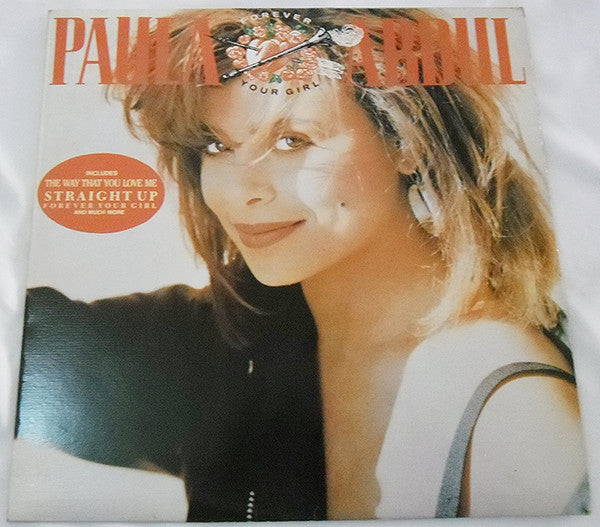 PAULA ABDUL
FOREVER
YOUR GIRL
INCLUDES
THE WAY THAT YOU LOVE ME
STRAIGHT UP
FOREVER YOUR GIRL
AND MUCH MORE